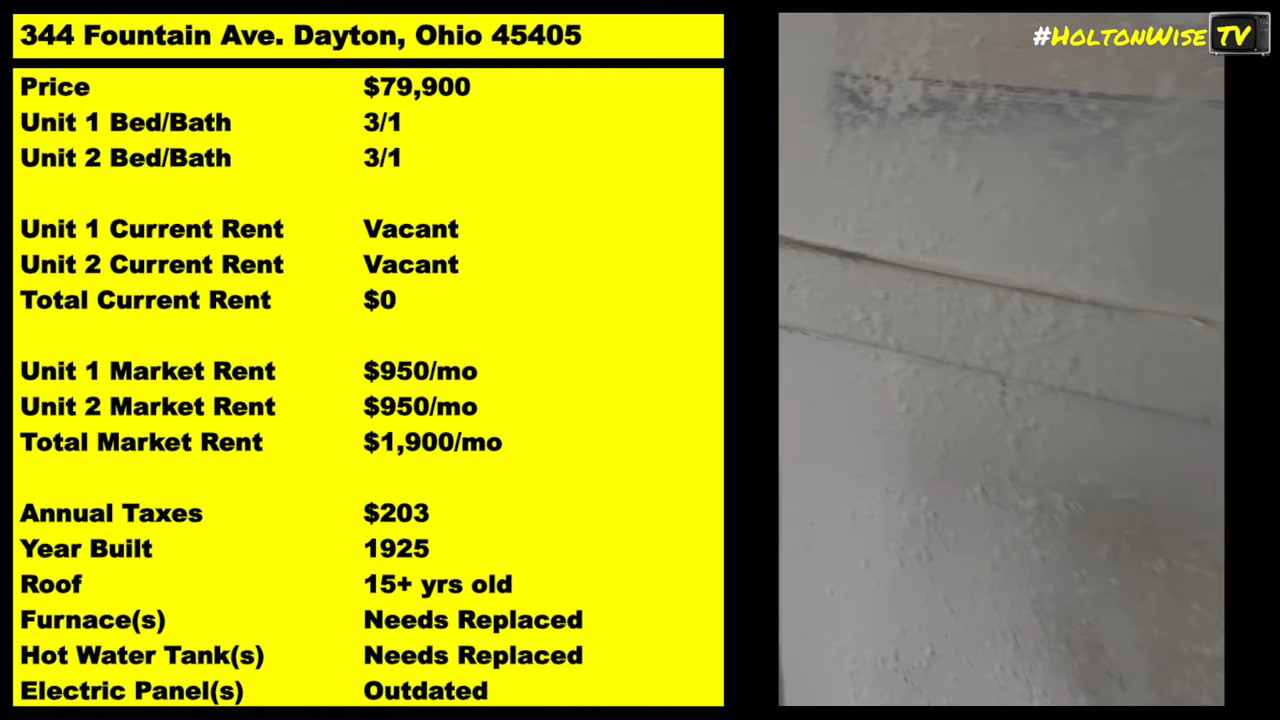 344 Fountain Ave. Dayton, Ohio 45405
#HoltonWise TV
Price $79,900
Unit 1 Bed/Bath 3/1
Unit 2 Bed/Bath 3/1
Unit 1 Current Rent Vacant
Unit 2 Current Rent Vacant
Total Current Rent $0
Unit 1 Market Rent $950/mo
Unit 2 Market Rent $950/mo
Total Market Rent $1,900/mo
Annual Taxes $203
Year Built 1925
Roof 15+ yrs old
Furnace(s) Needs Replaced
Hot Water Tank(s) Needs Replaced
Electric Panel(s) Outdated